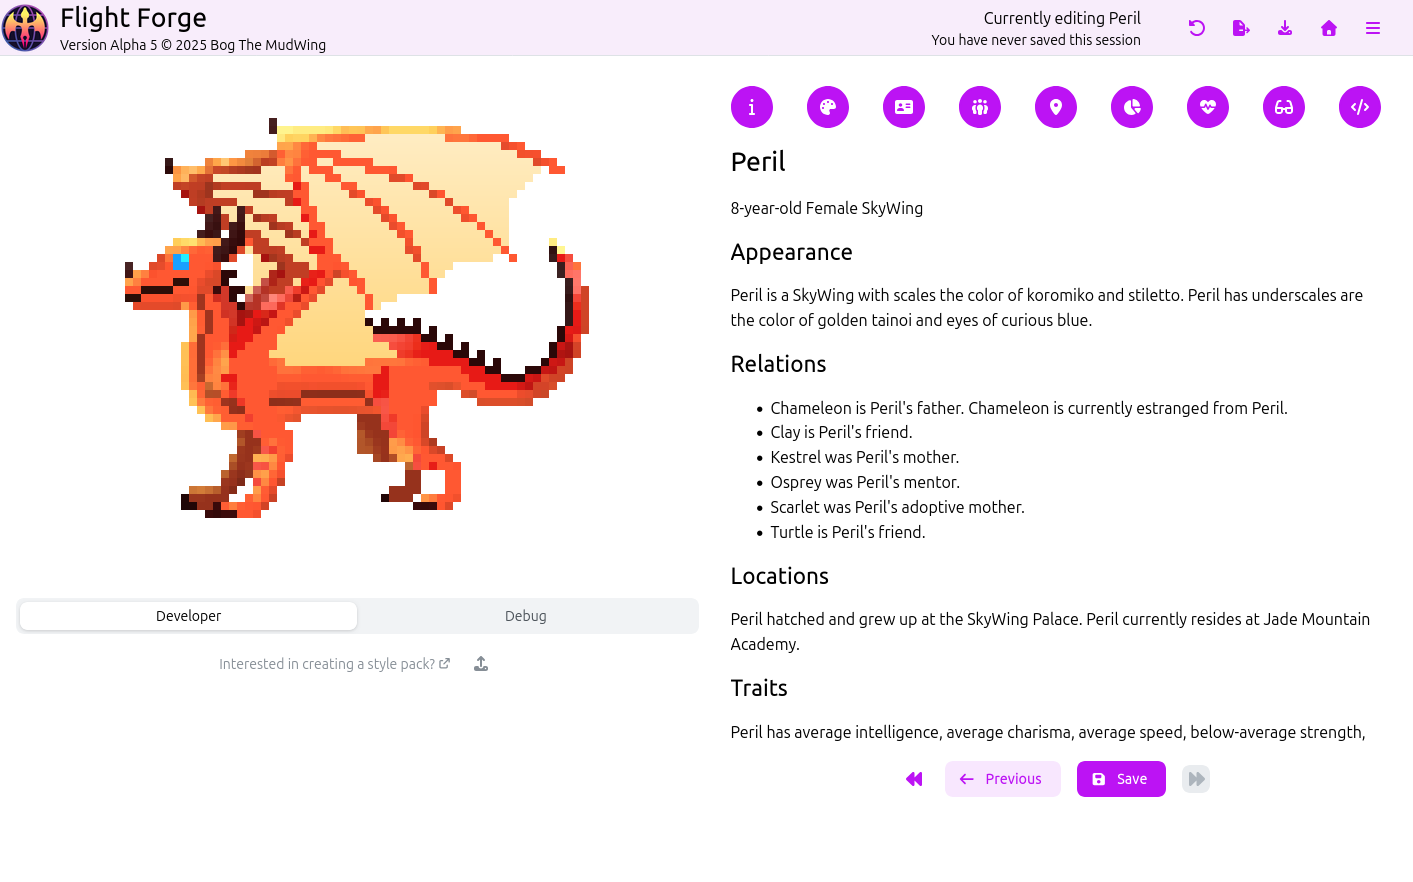 Flight Forge
Version Alpha 5 © 2025 Bog The MudWing
Currently editing Peril
You have never saved this session
Peril
8-year-old Female SkyWing
Appearance
Peril is a SkyWing with scales the color of koromiko and stiletto. Peril has underscales are
the color of golden tainoi and eyes of curious blue.
Relations
• Chameleon is Peril's father. Chameleon is currently estranged from Peril.
• Clay is Peril's friend.
• Kestrel was Peril's mother.
• Osprey was Peril's mentor.
• Scarlet was Peril's adoptive mother.
• Turtle is Peril's friend.
Locations
Peril hatched and grew up at the SkyWing Palace. Peril currently resides at Jade Mountain
Academy.
Traits
Peril has average intelligence, average charisma, average speed, below-average strength,
Developer
Debug
Interested in creating a style pack?
Previous
Save